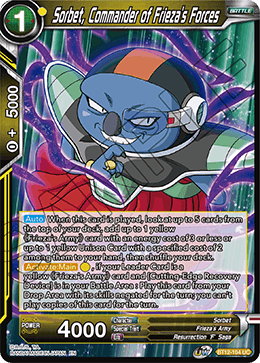 BATTLE
1
Sorbet, Commander of Frieza's Forces
5000
Auto When this card is played, look at up to 5 cards from
the top of your deck, add up to 1 yellow
《Frieza's Army》 card with an energy cost of 3 or less or
up to 1 yellow Unison Card with a specified cost of 2
among them to your hand, then shuffle your deck.
Activate: Main : If your Leader Card is a
《Frieza's Army》 card and {Cutting-Edge Recovery
Device} is in your Battle Area : Play this card from your
Drop Area with its skills negated for the turn; you can't
play copies of this card for the turn.
POWER 4000
Character Sorbet
Special Trait Frieza's Army
Era Resurrection 'F' Saga
BT12-104 UC